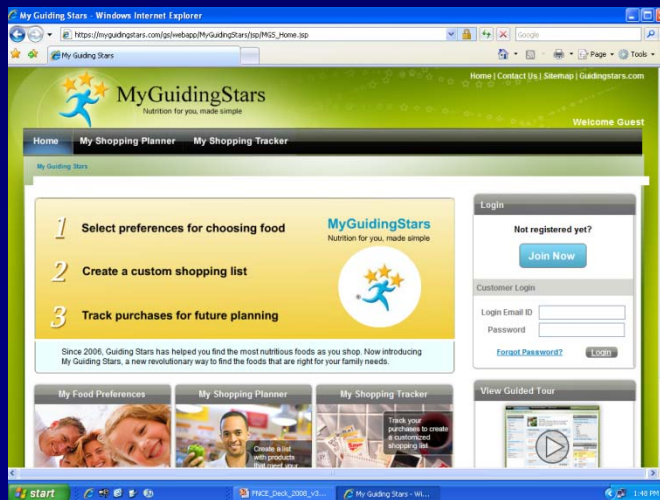 My Guiding Stars - Windows Internet Explorer
https://myguidingstars.com/gs/webapp/MyGuidingStars/jsp/MGS_Home.jsp
Google
My Guiding Stars
Page
Tools
Home | Contact Us | Sitemap | Guidingstars.com
MyGuidingStars
Nutrition for you, made simple
Welcome Guest
Home My Shopping Planner My Shopping Tracker
My Guiding Stars
1 Select preferences for choosing food
2 Create a custom shopping list
3 Track purchases for future planning
MyGuidingStars
Nutrition for you, made simple
Since 2006, Guiding Stars has helped you find the most nutritious foods as you shop. Now introducing
My Guiding Stars, a new revolutionary way to find the foods that are right for your family needs.
Login
Not registered yet?
Join Now
Customer Login
Login Email ID
Password
Forgot Password?
Login
My Food Preferences
My Shopping Planner
Create a list
with products
that meet your
My Shopping Tracker
Track your
purchases to create
a customized
shopping list.
View Guided Tour
start
FNCE_Deck_2008_v3...
My Guiding Stars - Wi...
1:48 PM